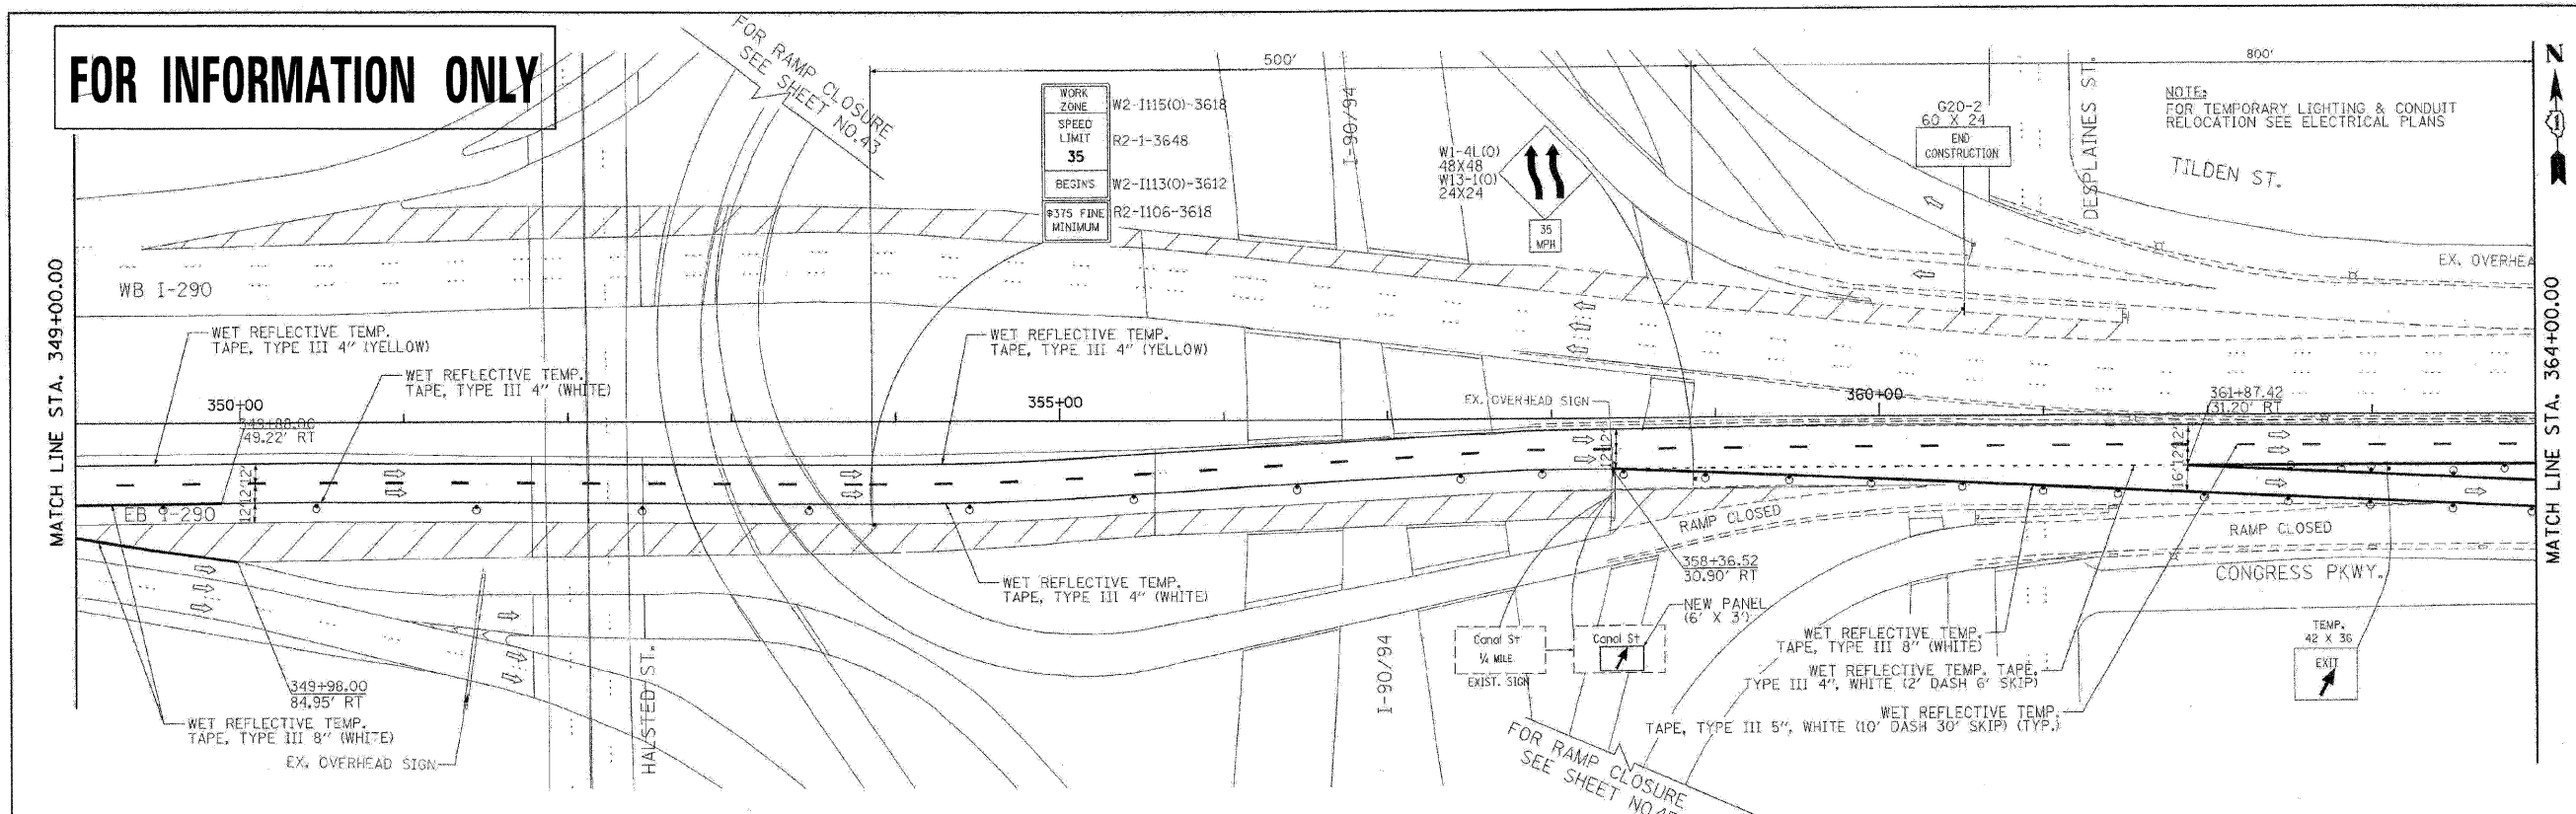 FOR INFORMATION ONLY
FOR RAMP CLOSURE
SEE SHEET NO.43
500'
800'
N
WORK
ZONE
W2-I115(O)-3618
SPEED
LIMIT
35
R2-1-3648
BEGINS
W2-I113(O)-3612
$375 FINE
MINIMUM
R2-I106-3618
I-90/94
W1-4L(O)
48X48
W13-1(O)
24X24
35
MPH
G20-2
60 X 24
END
CONSTRUCTION
DESPLAINES ST.
NOTE:
FOR TEMPORARY LIGHTING & CONDUIT
RELOCATION SEE ELECTRICAL PLANS
TILDEN ST.
EX. OVERHEA
MATCH LINE STA. 349+00.00
MATCH LINE STA. 364+00.00
WB I-290
WET REFLECTIVE TEMP.
TAPE, TYPE III 4" (YELLOW)
WET REFLECTIVE TEMP.
TAPE, TYPE III 4" (WHITE)
WET REFLECTIVE TEMP.
TAPE, TYPE III 4" (YELLOW)
350+00
355+00
360+00
349+88.00
49.22' RT
EX. OVERHEAD SIGN
361+87.42
31.20' RT
12'12'12'
12'12'
16'12'12'
EB I-290
RAMP CLOSED
RAMP CLOSED
358+36.52
30.90' RT
CONGRESS PKWY.
WET REFLECTIVE TEMP.
TAPE, TYPE III 4" (WHITE)
NEW PANEL
(6' X 3')
Canal St
1/4 MILE
EXIST. SIGN
Canal St
I-90/94
HALSTED ST.
349+98.00
84.95' RT
WET REFLECTIVE TEMP.
TAPE, TYPE III 8" (WHITE)
EX. OVERHEAD SIGN
WET REFLECTIVE TEMP.
TAPE, TYPE III 8" (WHITE)
WET REFLECTIVE TEMP. TAPE,
TYPE III 4", WHITE (2' DASH 6' SKIP)
WET REFLECTIVE TEMP.
TAPE, TYPE III 5", WHITE (10' DASH 30' SKIP) (TYP.)
TEMP.
42 X 36
EXIT
FOR RAMP CLOSURE
SEE SHEET NO.